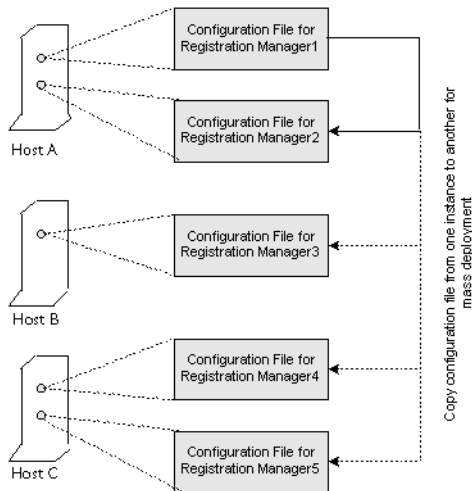 Configuration File for
Registration Manager1
Configuration File for
Registration Manager2
Host A
Configuration File for
Registration Manager3
Host B
Configuration File for
Registration Manager4
Configuration File for
Registration Manager5
Host C
Copy configuration file from one instance to another for
mass deployment